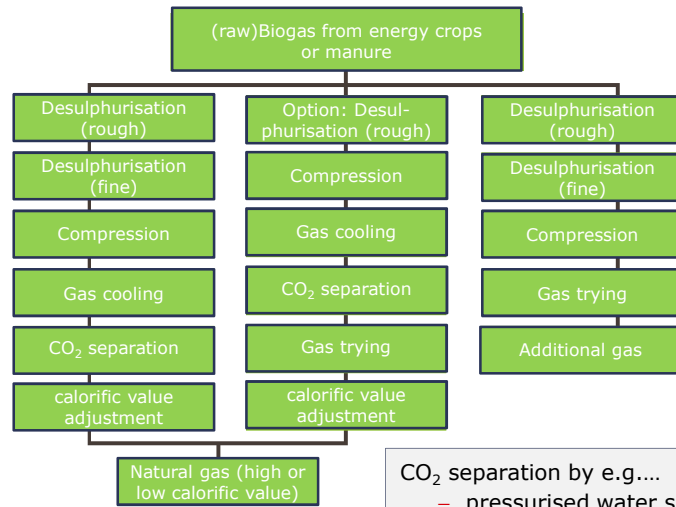 (raw)Biogas from energy crops
or manure
Desulphurisation
(rough)
Desulphurisation
(fine)
Compression
Gas cooling
CO₂ separation
calorific value
adjustment
Option: Desul-
phurisation (rough)
Compression
Gas cooling
CO₂ separation
Gas trying
calorific value
adjustment
Desulphurisation
(rough)
Desulphurisation
(fine)
Compression
Gas trying
Additional gas
Natural gas (high or
low calorific value)
CO₂ separation by e.g.…
– pressurised water s